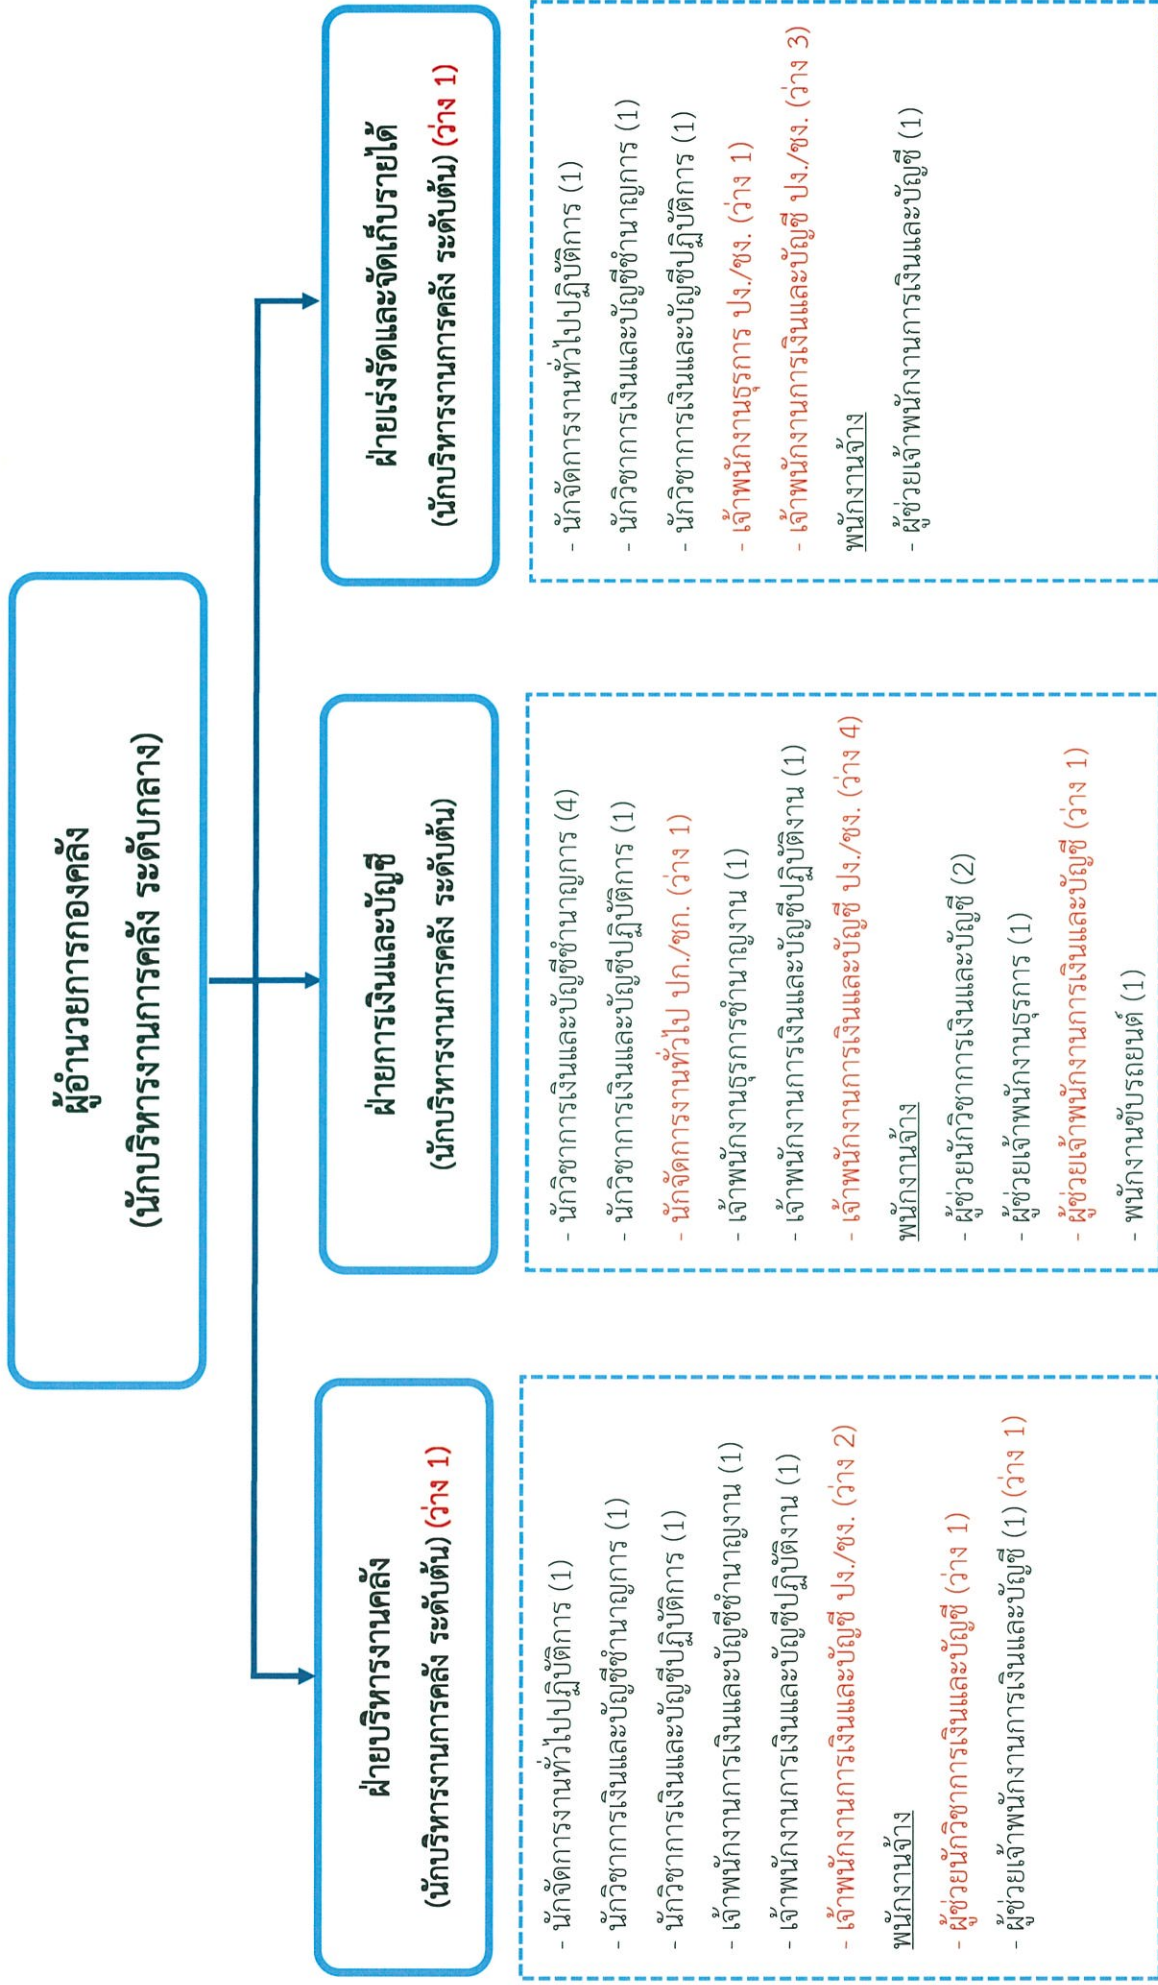 ผู้อำนวยการกองคลัง
(นักบริหารงานการคลัง ระดับกลาง)
ฝ่ายบริหารงานคลัง
(นักบริหารงานการคลัง ระดับต้น) (ว่าง 1)
- นักจัดการงานทั่วไปปฏิบัติการ (1)
- นักวิชาการเงินและบัญชีชำนาญการ (1)
- นักวิชาการเงินและบัญชีปฏิบัติการ (1)
- เจ้าพนักงานการเงินและบัญชีชำนาญงาน (1)
- เจ้าพนักงานการเงินและบัญชีปฏิบัติงาน (1)
- เจ้าพนักงานการเงินและบัญชี ปง./ชง. (ว่าง 2)
พนักงานจ้าง
- ผู้ช่วยนักวิชาการเงินและบัญชี (ว่าง 1)
- ผู้ช่วยเจ้าพนักงานการเงินและบัญชี (1) (ว่าง 1)
ฝ่ายการเงินและบัญชี
(นักบริหารงานการคลัง ระดับต้น)
- นักวิชาการเงินและบัญชีชำนาญการ (4)
- นักวิชาการเงินและบัญชีปฏิบัติการ (1)
- นักจัดการงานทั่วไป ปก./ชก. (ว่าง 1)
- เจ้าพนักงานธุรการชำนาญงาน (1)
- เจ้าพนักงานการเงินและบัญชีปฏิบัติงาน (1)
- เจ้าพนักงานการเงินและบัญชี ปง./ชง. (ว่าง 4)
พนักงานจ้าง
- ผู้ช่วยนักวิชาการเงินและบัญชี (2)
- ผู้ช่วยเจ้าพนักงานธุรการ (1)
- ผู้ช่วยเจ้าพนักงานการเงินและบัญชี (ว่าง 1)
- พนักงานขับรถยนต์ (1)
ฝ่ายเร่งรัดและจัดเก็บรายได้
(นักบริหารงานการคลัง ระดับต้น) (ว่าง 1)
- นักจัดการงานทั่วไปปฏิบัติการ (1)
- นักวิชาการเงินและบัญชีชำนาญการ (1)
- นักวิชาการเงินและบัญชีปฏิบัติการ (1)
- เจ้าพนักงานธุรการ ปง./ชง. (ว่าง 1)
- เจ้าพนักงานการเงินและบัญชี ปง./ชง. (ว่าง 3)
พนักงานจ้าง
- ผู้ช่วยเจ้าพนักงานการเงินและบัญชี (1)